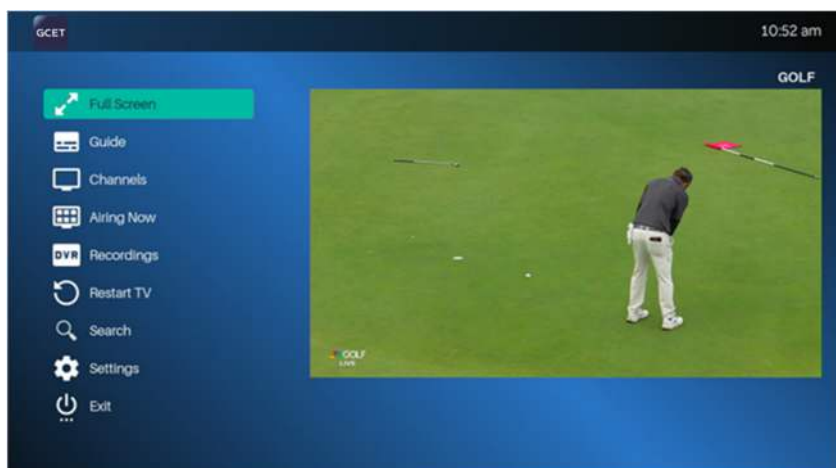 GCET
10:52 am
GOLF
Full Screen
Guide
Channels
Airing Now
DVR Recordings
Restart TV
Search
Settings
Exit
GOLF
LIVE